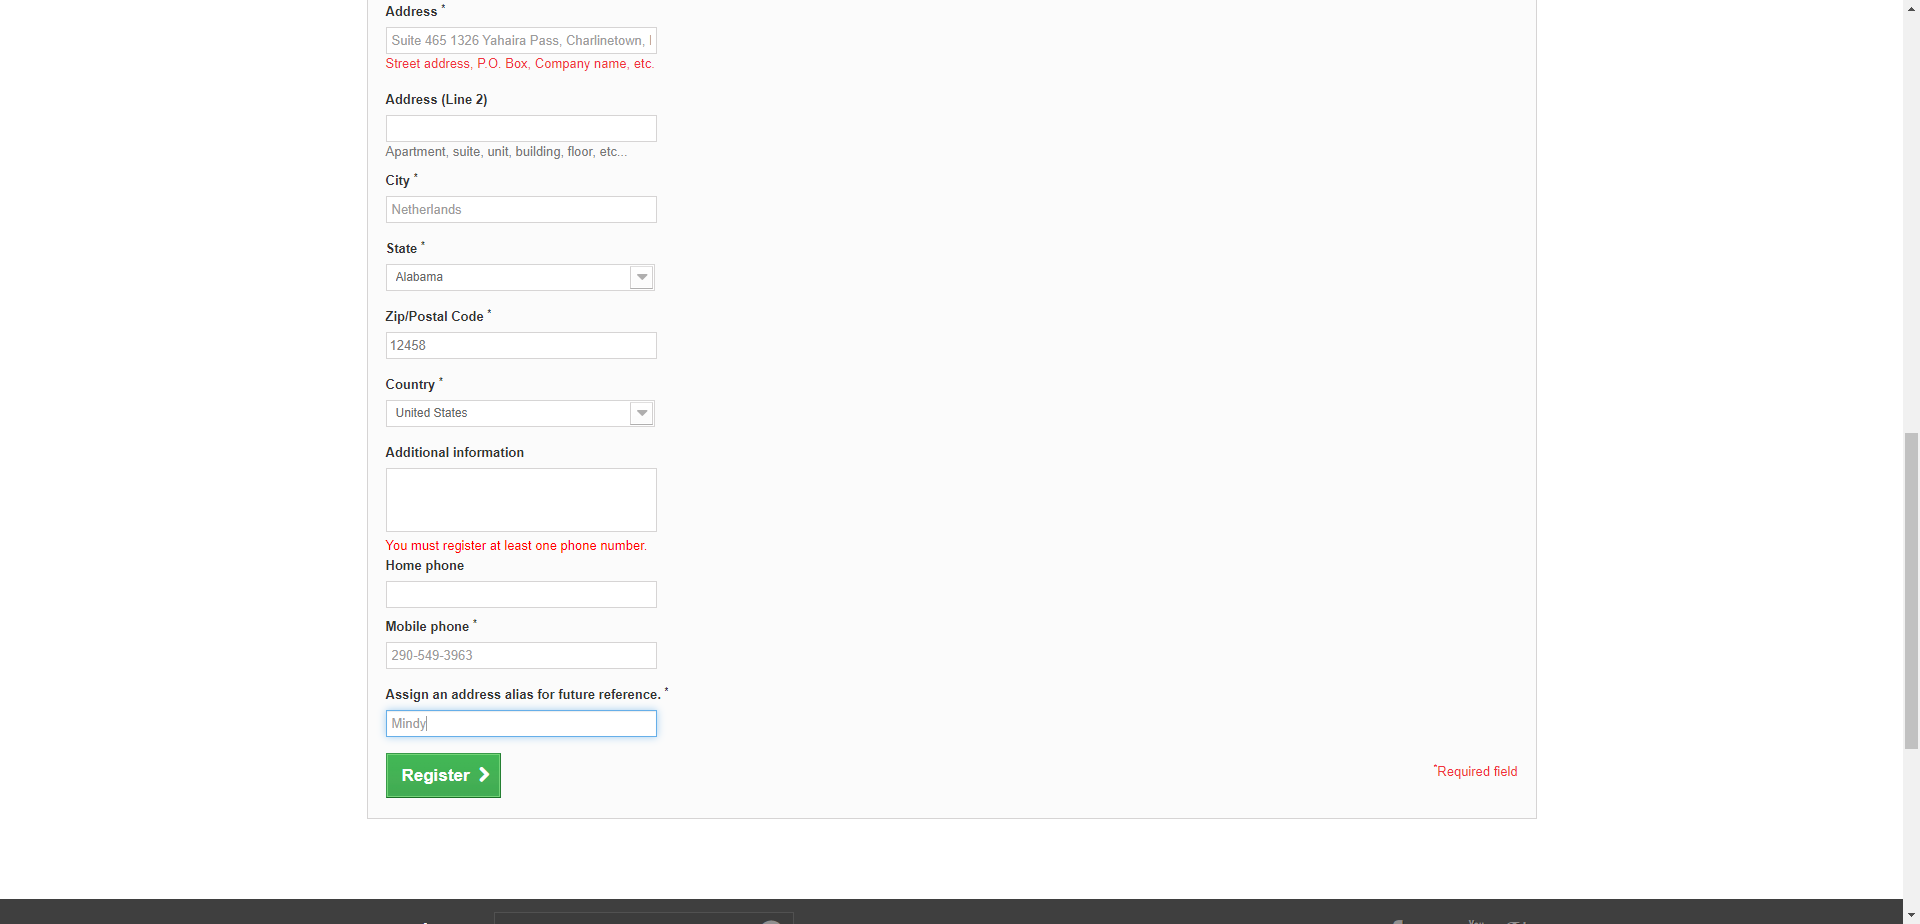 Address *
Suite 465 1326 Yahaira Pass, Charlinetown,
Street address, P.O. Box, Company name, etc.
Address (Line 2)
Apartment, suite, unit, building, floor, etc...
City *
Netherlands
State *
Alabama
Zip/Postal Code *
12458
Country *
United States
Additional information
You must register at least one phone number.
Home phone
Mobile phone *
290-549-3963
Assign an address alias for future reference. *
Mindy
Register
*Required field